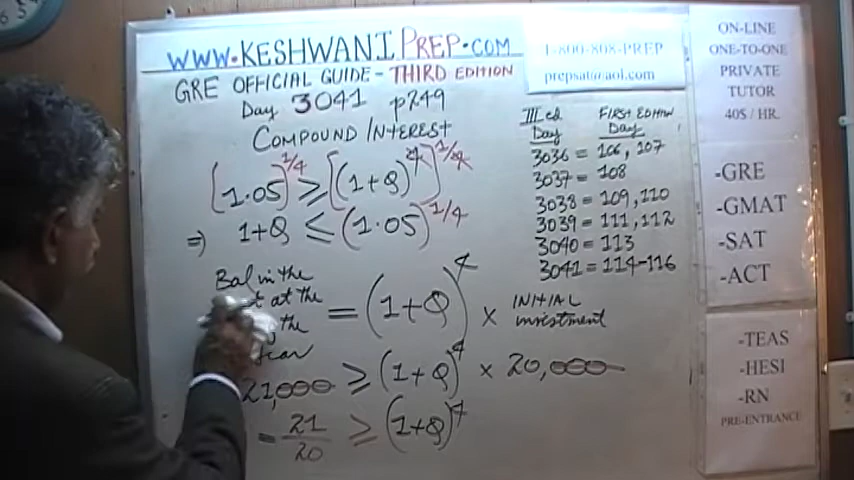 WWW.KESHWANIPREP.COM
GRE OFFICIAL GUIDE - THIRD EDITION
Day 3041 p249
COMPOUND INTEREST
(1.05)^1/4 ≥ [(1+Q)^4]^1/4
⇒ 1+Q ≤ (1.05)^1/4
Bal in the
at the
the
= (1+Q)^4 × INITIAL investment
21,000 ≥ (1+Q)^4 × 20,000
= 21/20 ≥ (1+Q)^4
1-800-808-PREP
prepsat@aol.com
III ed. FIRST EDITION
Day Day
3036 = 106, 107
3037 = 108
3038 = 109, 110
3039 = 111, 112
3040 = 113
3041 = 114-116
ON-LINE
ONE-TO-ONE
PRIVATE
TUTOR
40$ / HR.
-GRE
-GMAT
-SAT
-ACT
-TEAS
-HESI
-RN
PRE-ENTRANCE